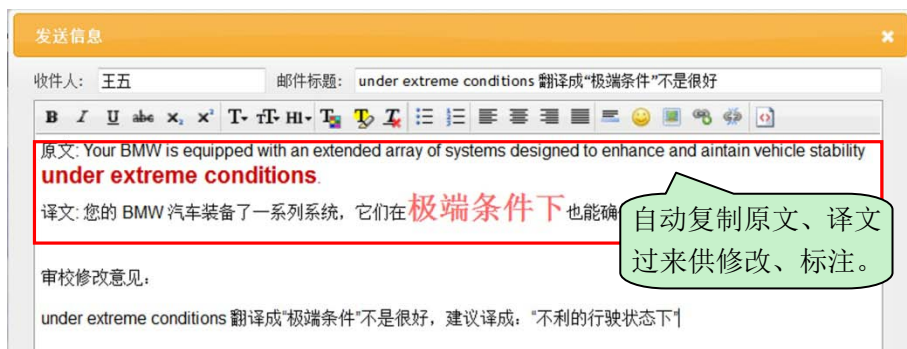 发送信息
收件人: 王五 邮件标题: under extreme conditions 翻译成“极端条件”不是很好
B I U abc x₂ x² T T H1 T T T
原文: Your BMW is equipped with an extended array of systems designed to enhance and aintain vehicle stability
under extreme conditions.
译文: 您的 BMW 汽车装备了一系列系统，它们在极端条件下也能确
自动复制原文、译文
过来供修改、标注。
审校修改意见：
under extreme conditions 翻译成“极端条件”不是很好，建议译成：“不利的行驶状态下”